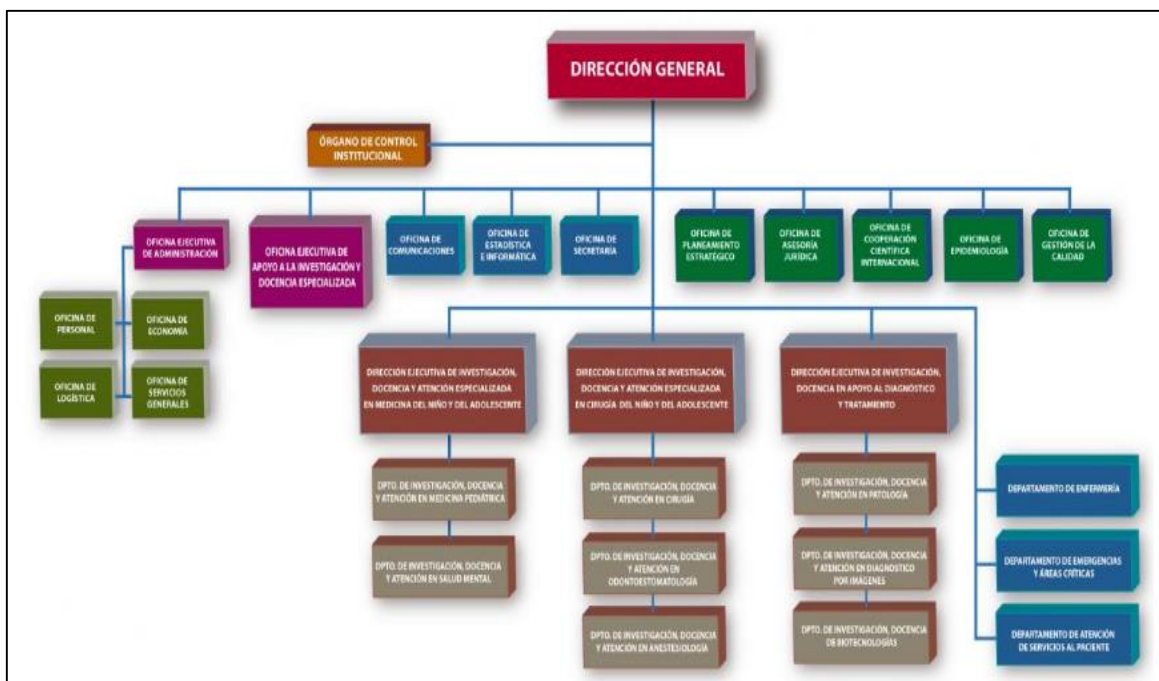 DIRECCIÓN GENERAL
ÓRGANO DE CONTROL
INSTITUCIONAL
OFICINA EJECUTIVA
DE ADMINISTRACIÓN
OFICINA EJECUTIVA DE
APOYO A LA INVESTIGACIÓN Y
DOCENCIA ESPECIALIZADA
OFICINA DE
COMUNICACIONES
OFICINA DE
ESTADÍSTICA
E INFORMÁTICA
OFICINA DE
SECRETARÍA
OFICINA DE
PLANEAMIENTO
ESTRATÉGICO
OFICINA DE
ASESORÍA
JURÍDICA
OFICINA DE
COOPERACIÓN
CIENTÍFICA
INTERNACIONAL
OFICINA DE
EPIDEMIOLOGÍA
OFICINA DE
GESTIÓN DE LA
CALIDAD
OFICINA DE
PERSONAL
OFICINA DE
ECONOMÍA
OFICINA DE
LOGÍSTICA
OFICINA DE
SERVICIOS
GENERALES
DIRECCIÓN EJECUTIVA DE INVESTIGACIÓN,
DOCENCIA Y ATENCIÓN ESPECIALIZADA
EN MEDICINA DEL NIÑO Y DEL ADOLESCENTE
DIRECCIÓN EJECUTIVA DE INVESTIGACIÓN,
DOCENCIA Y ATENCIÓN ESPECIALIZADA
EN CIRUGÍA DEL NIÑO Y DEL ADOLESCENTE
DIRECCIÓN EJECUTIVA DE INVESTIGACIÓN,
DOCENCIA EN APOYO AL DIAGNÓSTICO
Y TRATAMIENTO
DPTO. DE INVESTIGACIÓN, DOCENCIA
Y ATENCIÓN EN MEDICINA PEDIÁTRICA
DPTO. DE INVESTIGACIÓN, DOCENCIA
Y ATENCIÓN EN SALUD MENTAL
DPTO. DE INVESTIGACIÓN, DOCENCIA
Y ATENCIÓN EN CIRUGÍA
DPTO. DE INVESTIGACIÓN, DOCENCIA
Y ATENCIÓN EN
ODONTOESTOMATOLOGÍA
DPTO. DE INVESTIGACIÓN, DOCENCIA
Y ATENCIÓN EN ANESTESIOLOGÍA
DPTO. DE INVESTIGACIÓN, DOCENCIA
Y ATENCIÓN EN PATOLOGÍA
DPTO. DE INVESTIGACIÓN, DOCENCIA
Y ATENCIÓN EN DIAGNOSTICO
POR IMÁGENES
DPTO. DE INVESTIGACIÓN, DOCENCIA
DE BIOTECNOLOGÍAS
DEPARTAMENTO DE ENFERMERÍA
DEPARTAMENTO DE EMERGENCIAS
Y ÁREAS CRÍTICAS
DEPARTAMENTO DE ATENCIÓN
DE SERVICIOS AL PACIENTE